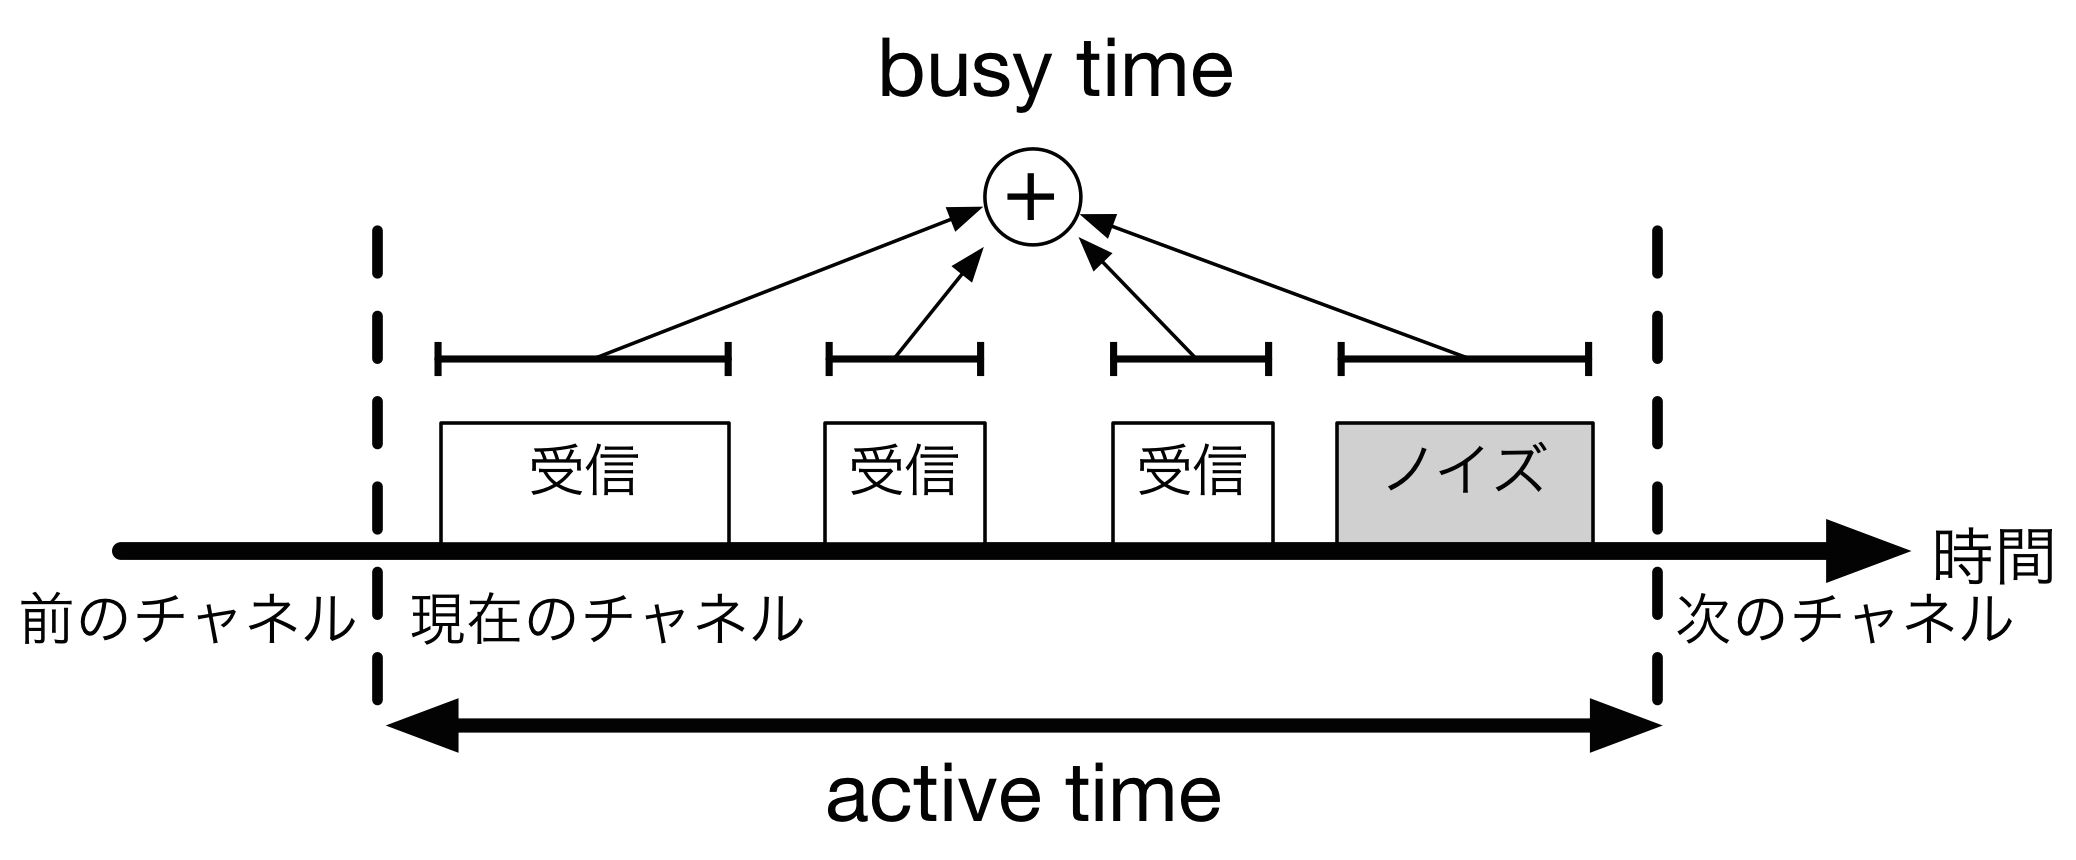 busy time
+
受信
受信
受信
ノイズ
時間
前のチャネル
現在のチャネル
次のチャネル
active time